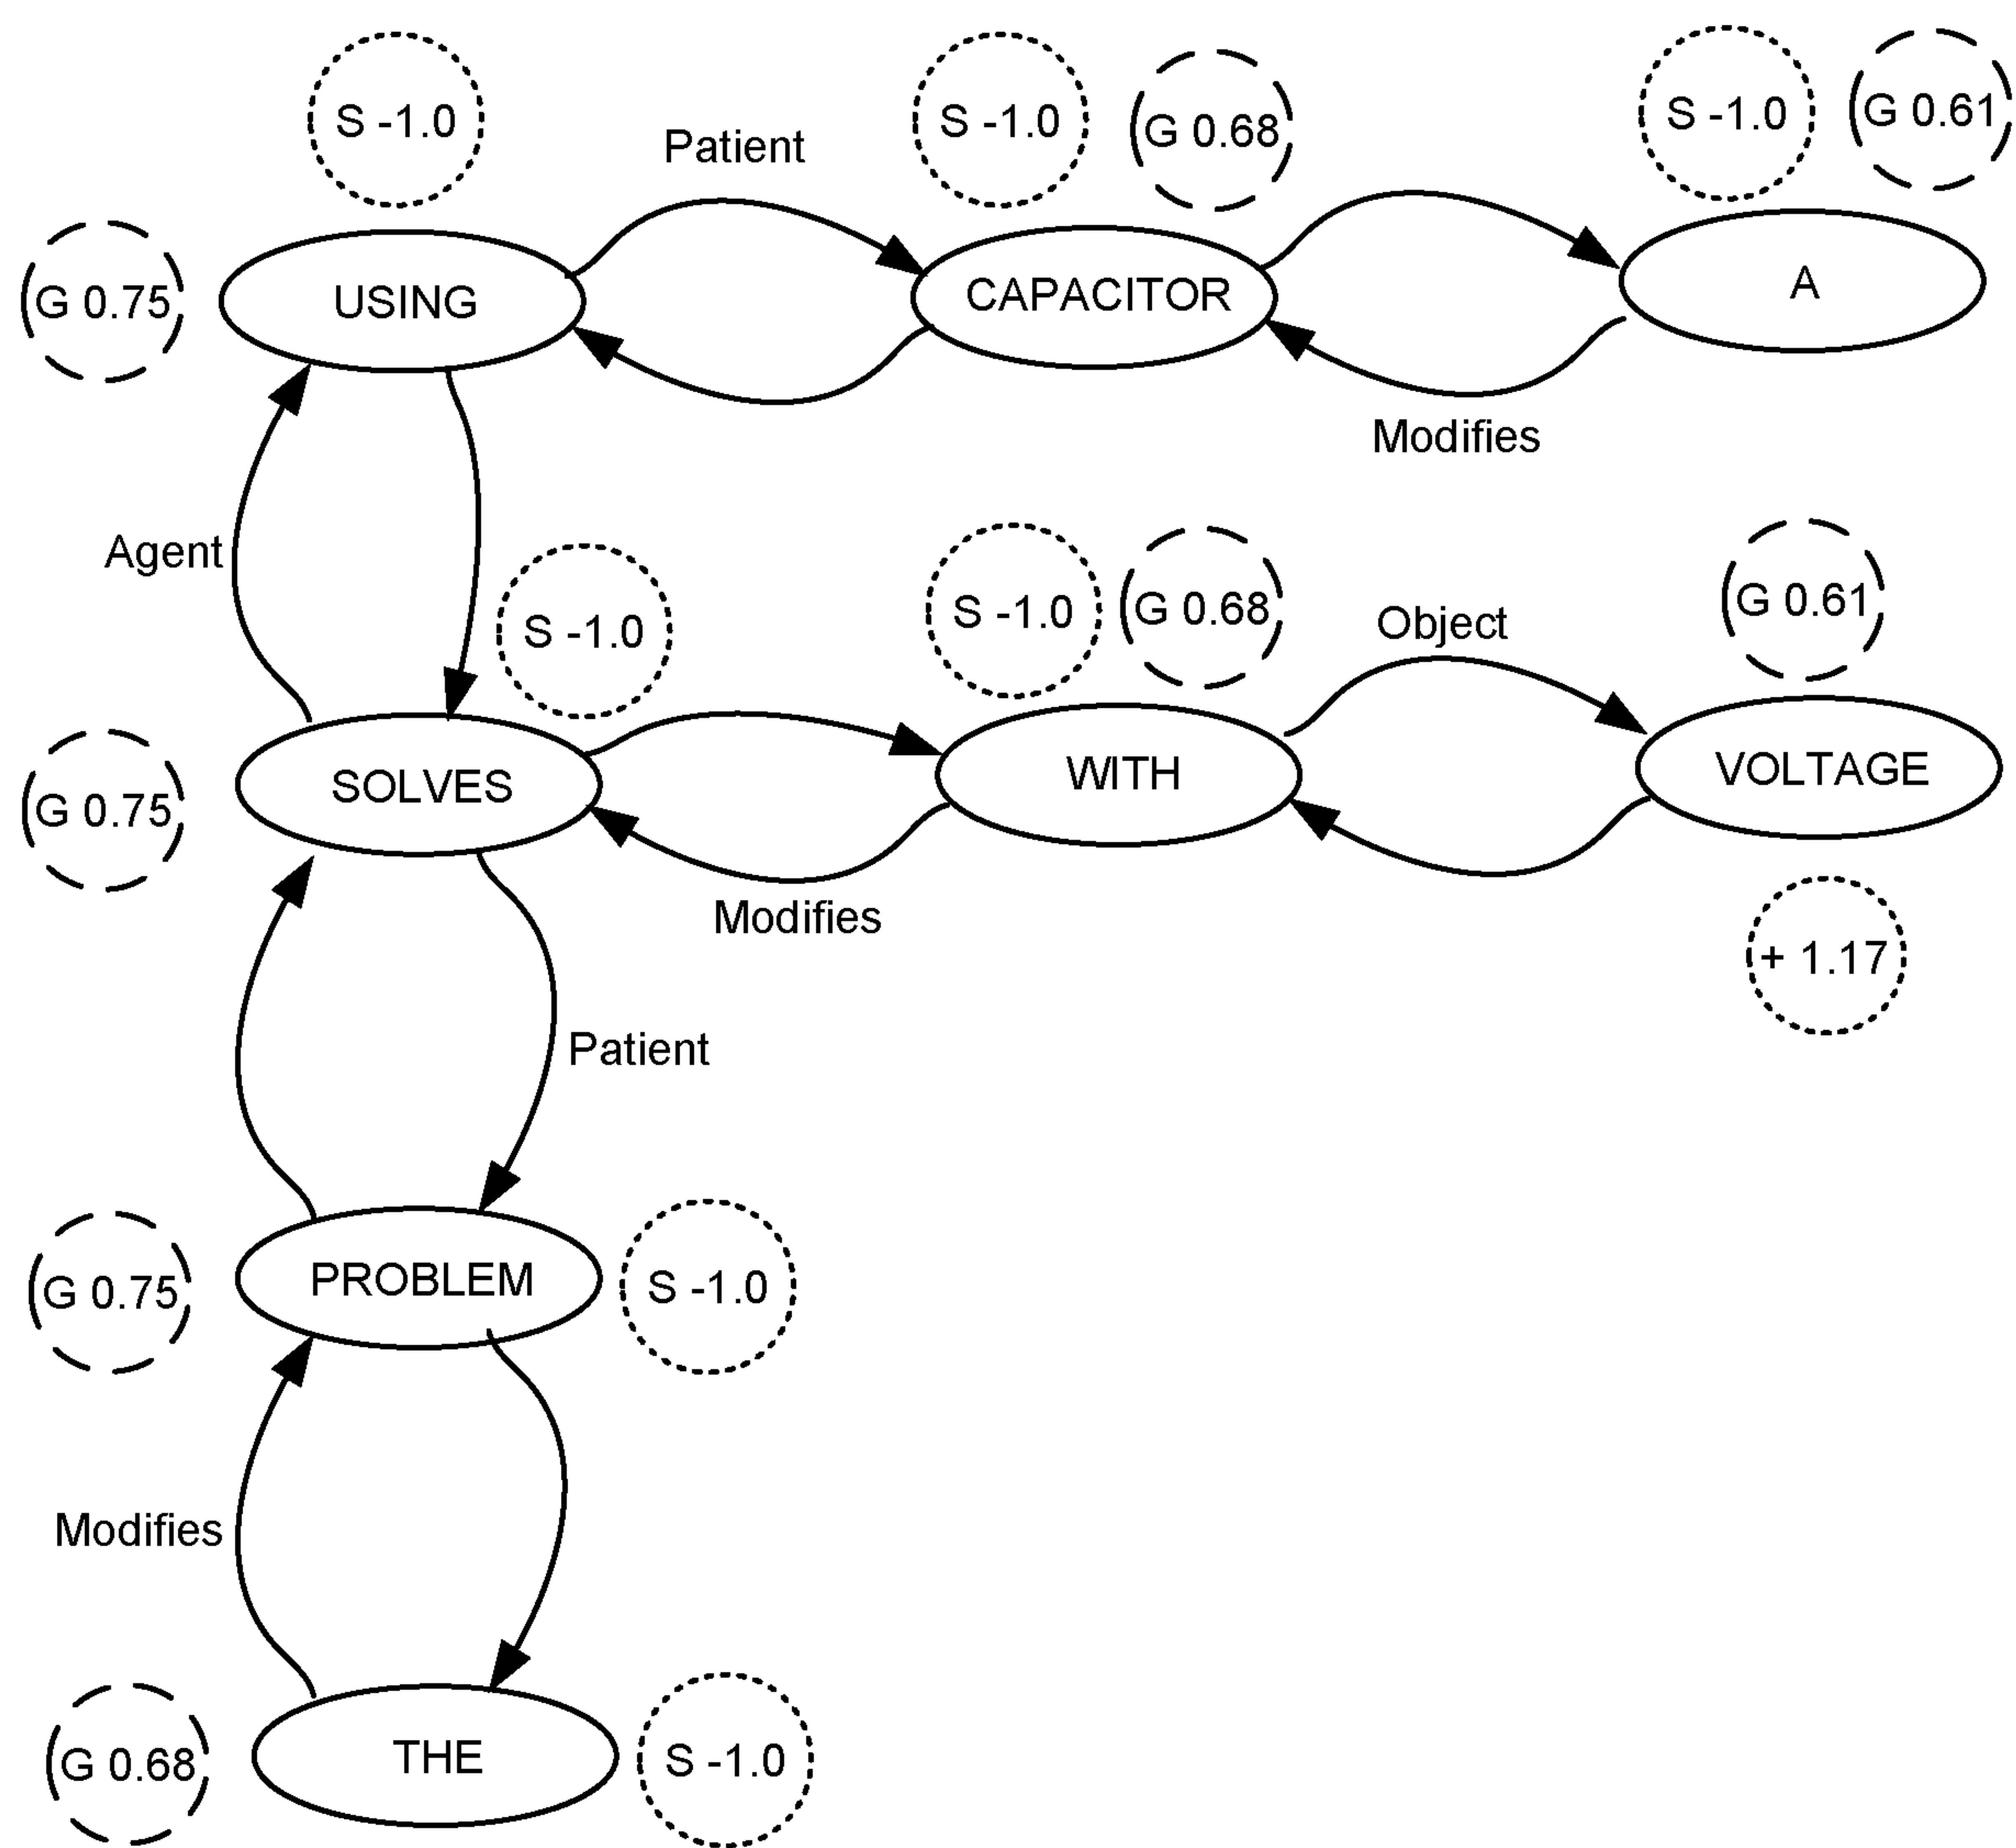 S -1.0
S -1.0
G 0.68
S -1.0
G 0.61
Patient
G 0.75
USING
CAPACITOR
A
Modifies
Agent
S -1.0
S -1.0
G 0.68
Object
G 0.61
G 0.75
SOLVES
WITH
VOLTAGE
Modifies
+ 1.17
Patient
G 0.75
PROBLEM
S -1.0
Modifies
G 0.68
THE
S -1.0